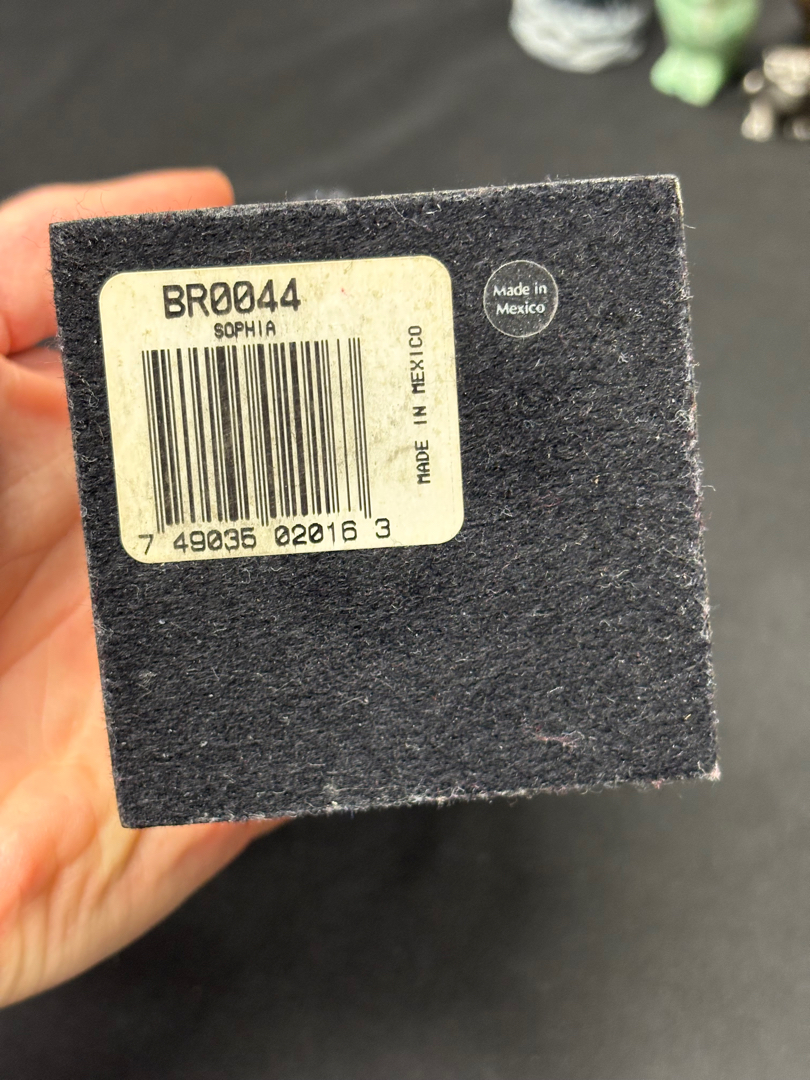 BR0044
SOPHIA
MADE IN MEXICO
7 49035 02016 3
Made in
Mexico